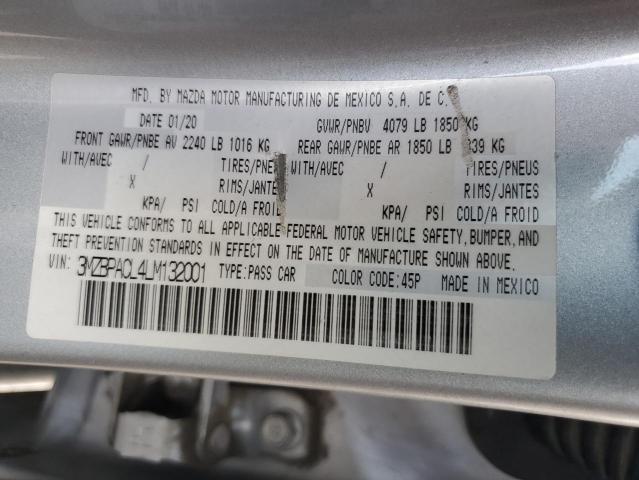 MFD. BY MAZDA MOTOR MANUFACTURING DE MEXICO S.A. DE C.
DATE 01/20 GVWR/PNBV 4079 LB 1850 KG
FRONT GAWR/PNBE AV 2240 LB 1016 KG REAR GAWR/PNBE AR 1850 LB 839 KG
WITH/AVEC / TIRES/PNEUS WITH/AVEC / TIRES/PNEUS
X RIMS/JANTES X RIMS/JANTES
KPA/ PSI COLD/A FROID KPA/ PSI COLD/A FROID
THIS VEHICLE CONFORMS TO ALL APPLICABLE FEDERAL MOTOR VEHICLE SAFETY, BUMPER, AND
THEFT PREVENTION STANDARDS IN EFFECT ON THE DATE OF MANUFACTURE SHOWN ABOVE.
VIN: 3MZBPACL4LM132001 TYPE:PASS CAR COLOR CODE:45P MADE IN MEXICO